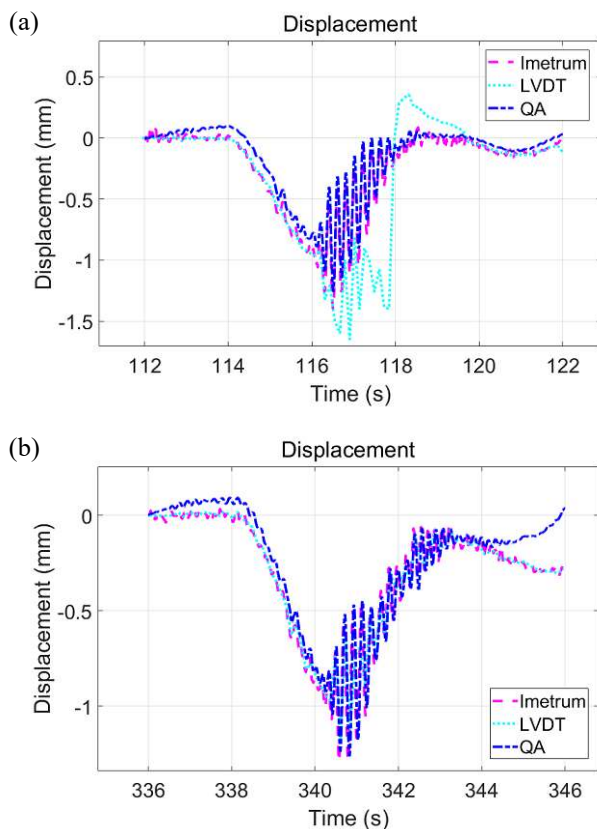 (a)
Displacement
Displacement (mm)
0.5
0
-0.5
-1
-1.5
Imetrum
LVDT
QA
112 114 116 118 120 122
Time (s)
(b)
Displacement
Displacement (mm)
0
-0.5
-1
Imetrum
LVDT
QA
336 338 340 342 344 346
Time (s)